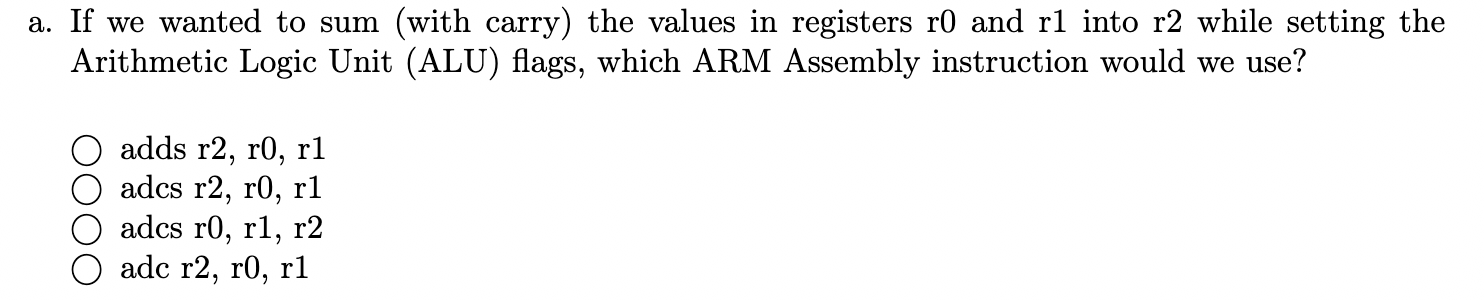 a. If we wanted to sum (with carry) the values in registers r0 and r1 into r2 while setting the
Arithmetic Logic Unit (ALU) flags, which ARM Assembly instruction would we use?
adds r2, r0, r1
adcs r2, r0, r1
adcs r0, r1, r2
adc r2, r0, r1